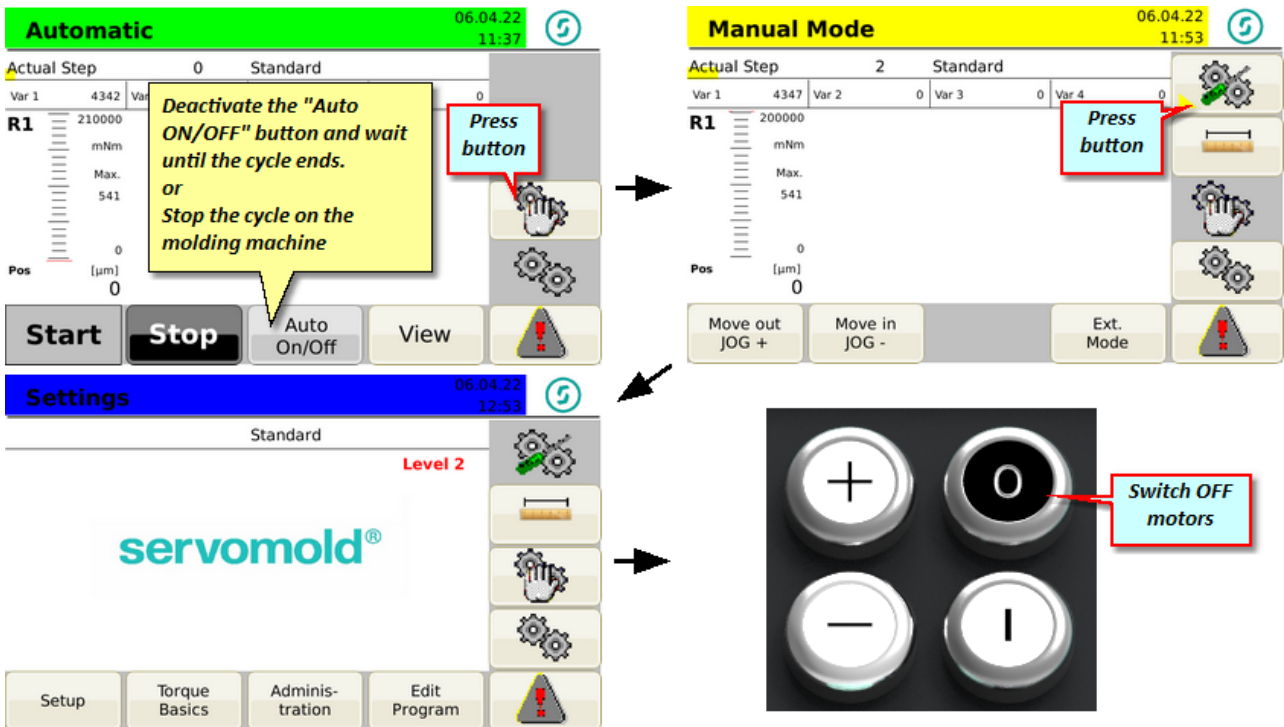 Automatic
06.04.22
11:37
Actual Step 0 Standard
Var 1 4342 Var 0
R1 210000
mNm
Max.
541
0
Pos [µm]
0
Deactivate the "Auto
ON/OFF" button and wait
until the cycle ends.
or
Stop the cycle on the
molding machine
Press
button
Start Stop Auto
On/Off View
Manual Mode
06.04.22
11:53
Actual Step 2 Standard
Var 1 4347 Var 2 0 Var 3 0 Var 4 0
R1 200000
mNm
Max.
541
0
Pos [µm]
0
Press
button
Move out
JOG +
Move in
JOG -
Ext.
Mode
Settings
06.04.22
12:53
Standard
Level 2
servomold®
Setup
Torque
Basics
Adminis-
tration
Edit
Program
+ 0
− I
Switch OFF
motors